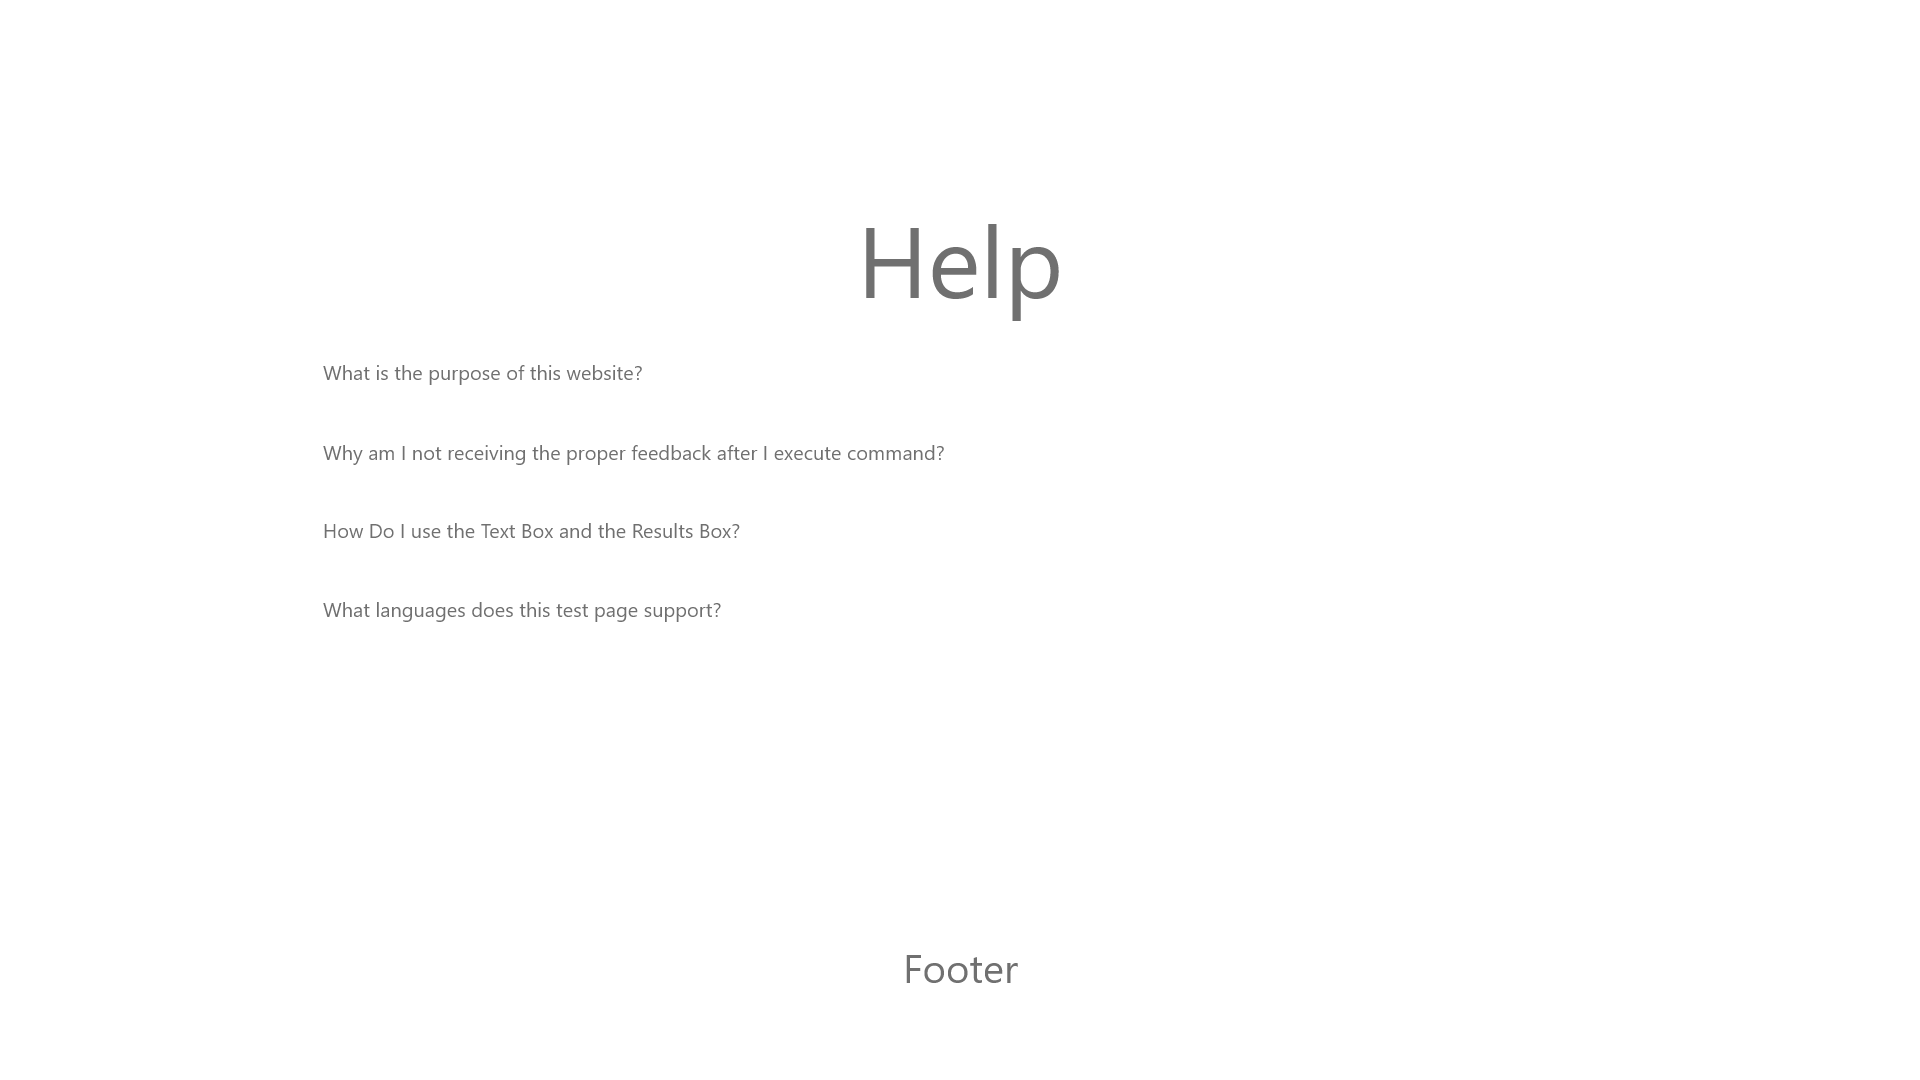 Help
What is the purpose of this website?
Why am I not receiving the proper feedback after I execute command?
How Do I use the Text Box and the Results Box?
What languages does this test page support?
Footer